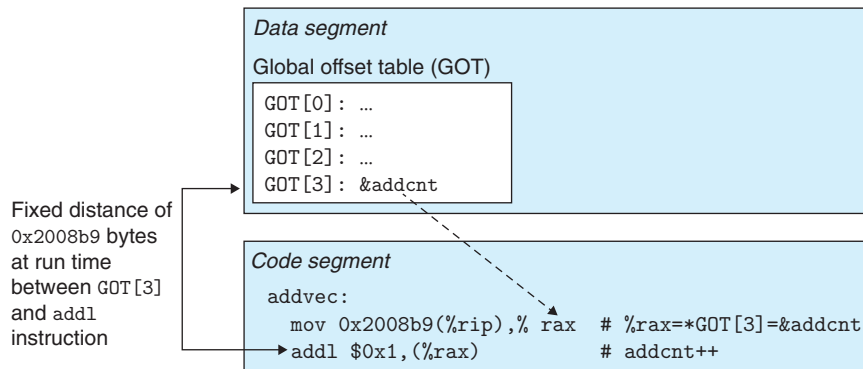 Data segment
Global offset table (GOT)
GOT[0]: …
GOT[1]: …
GOT[2]: …
GOT[3]: &addcnt
Fixed distance of
0x2008b9 bytes
at run time
between GOT[3]
and addl
instruction
Code segment
addvec:
mov 0x2008b9(%rip),% rax # %rax=*GOT[3]=&addcnt
addl $0x1,(%rax) # addcnt++